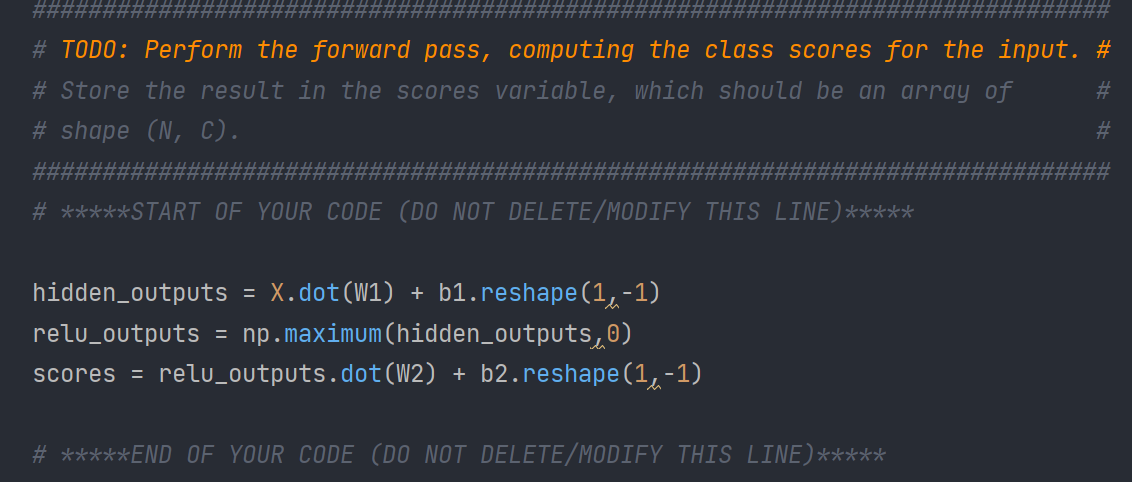 #############################################################################
# TODO: Perform the forward pass, computing the class scores for the input. #
# Store the result in the scores variable, which should be an array of      #
# shape (N, C).                                                             #
#############################################################################
# *****START OF YOUR CODE (DO NOT DELETE/MODIFY THIS LINE)*****
hidden_outputs = X.dot(W1) + b1.reshape(1,-1)
relu_outputs = np.maximum(hidden_outputs,0)
scores = relu_outputs.dot(W2) + b2.reshape(1,-1)
# *****END OF YOUR CODE (DO NOT DELETE/MODIFY THIS LINE)*****